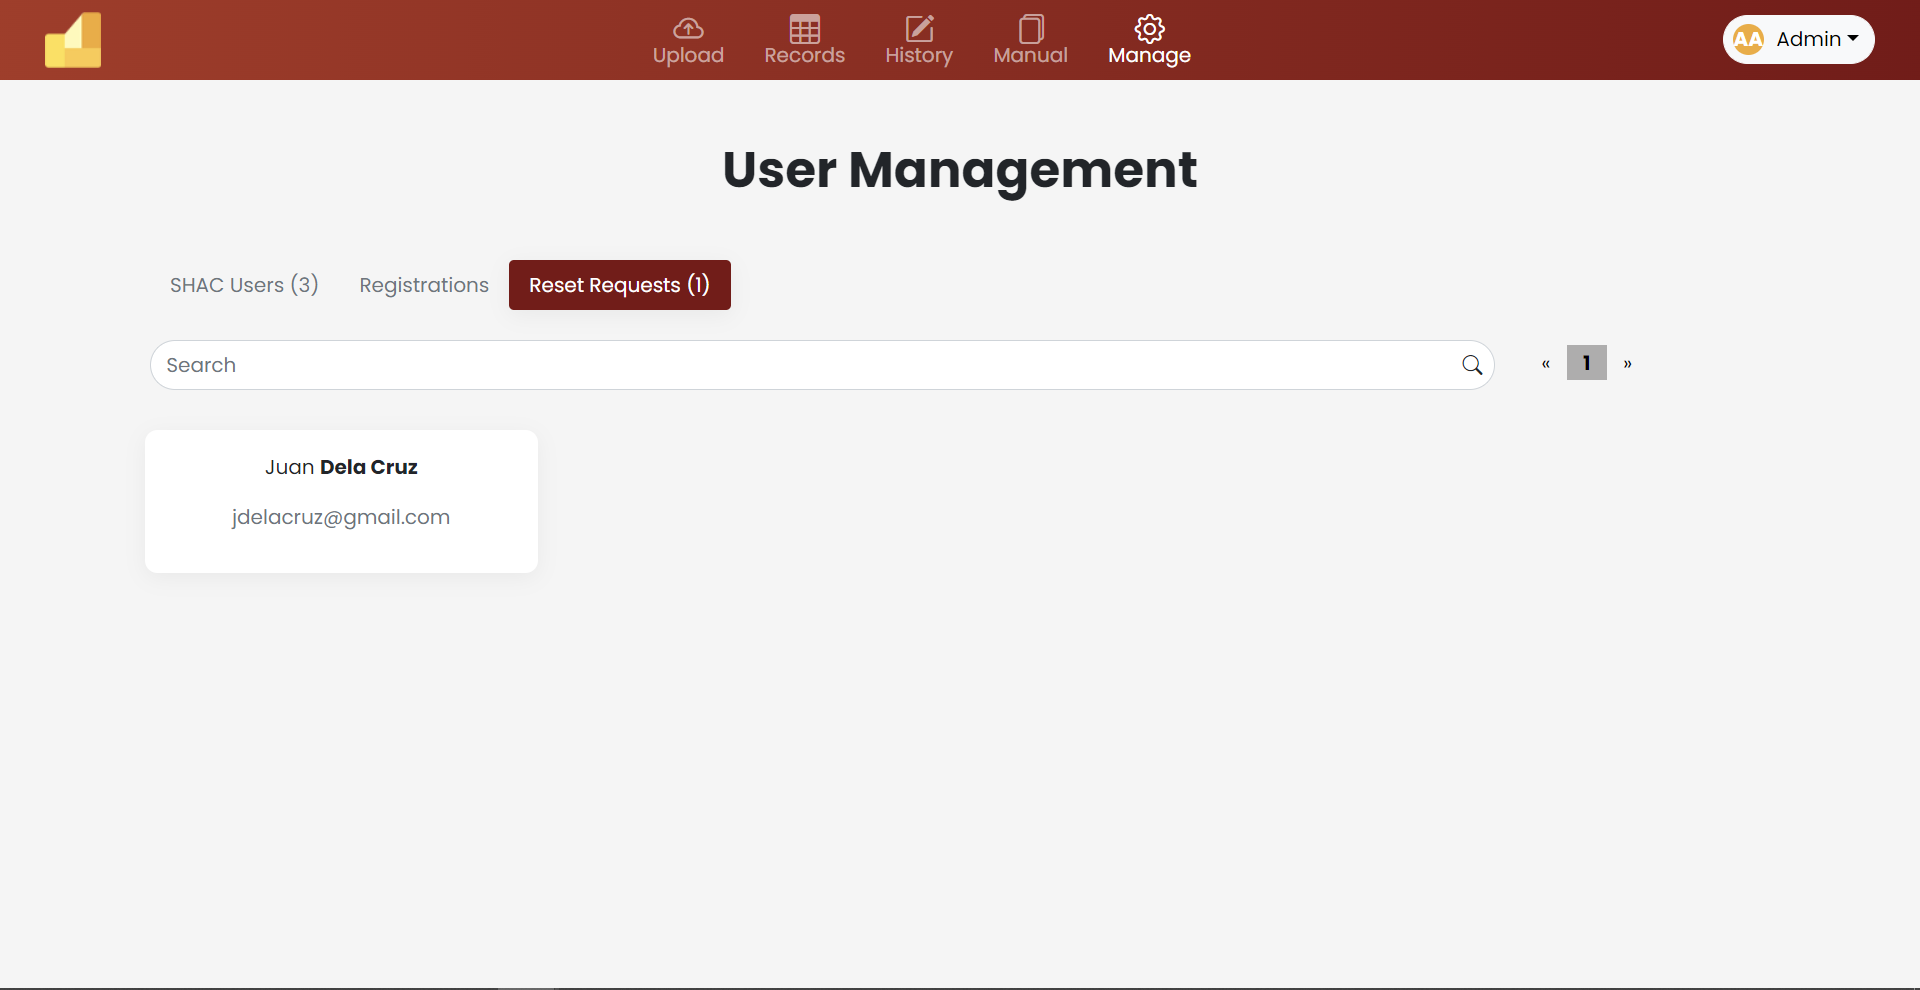 Upload Records History Manual Manage
AA Admin
User Management
SHAC Users (3) Registrations Reset Requests (1)
Search
« 1 »
Juan Dela Cruz
jdelacruz@gmail.com